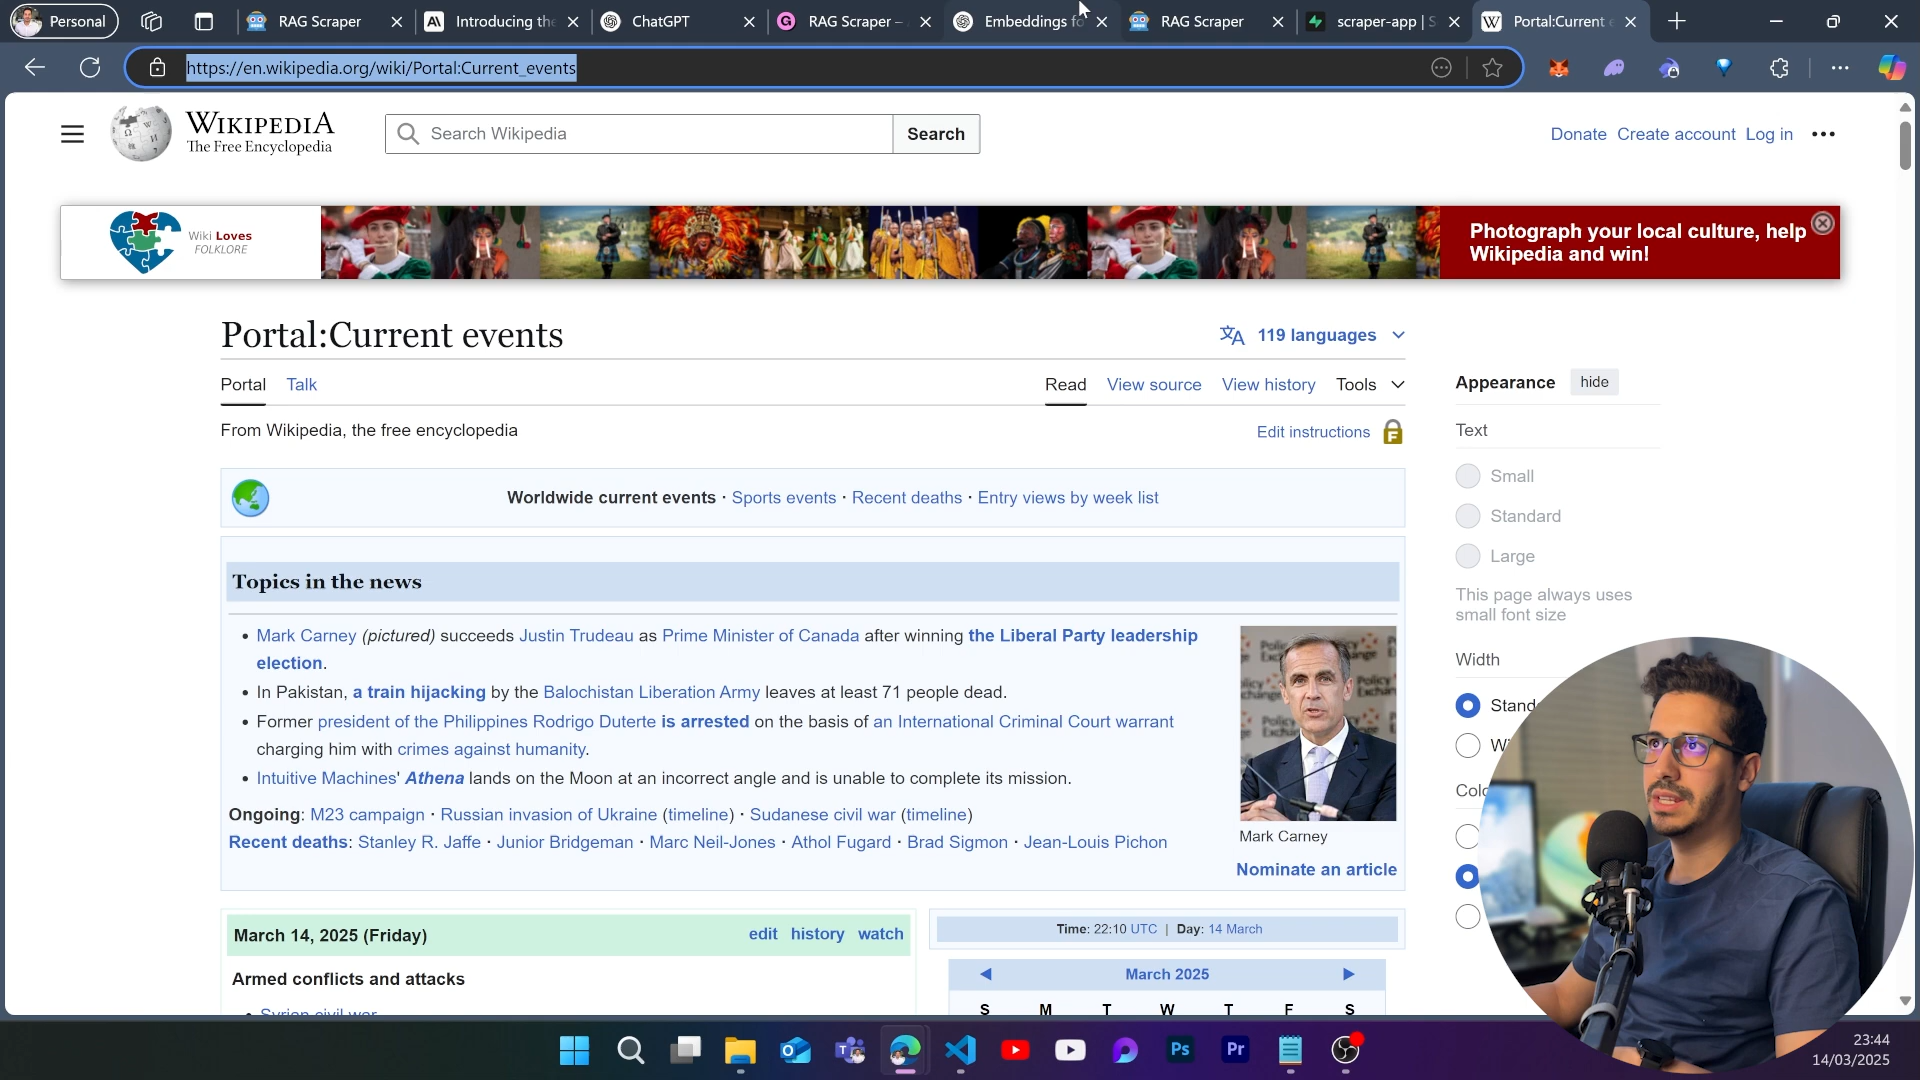 Personal
RAG Scraper
Introducing the
ChatGPT
RAG Scraper –
Embeddings fo
RAG Scraper
scraper-app | S
Portal:Current e
https://en.wikipedia.org/wiki/Portal:Current_events
WIKIPEDIA
The Free Encyclopedia
Search Wikipedia
Search
Donate Create account Log in
Wiki Loves
FOLKLORE
Photograph your local culture, help
Wikipedia and win!
Portal:Current events
119 languages
Portal Talk
Read View source View history Tools
From Wikipedia, the free encyclopedia
Edit instructions
Worldwide current events · Sports events · Recent deaths · Entry views by week list
Topics in the news
• Mark Carney (pictured) succeeds Justin Trudeau as Prime Minister of Canada after winning the Liberal Party leadership
election.
• In Pakistan, a train hijacking by the Balochistan Liberation Army leaves at least 71 people dead.
• Former president of the Philippines Rodrigo Duterte is arrested on the basis of an International Criminal Court warrant
charging him with crimes against humanity.
• Intuitive Machines' Athena lands on the Moon at an incorrect angle and is unable to complete its mission.
Ongoing: M23 campaign · Russian invasion of Ukraine (timeline) · Sudanese civil war (timeline)
Recent deaths: Stanley R. Jaffe · Junior Bridgeman · Marc Neil-Jones · Athol Fugard · Brad Sigmon · Jean-Louis Pichon
Mark Carney
Nominate an article
March 14, 2025 (Friday)
edit history watch
Armed conflicts and attacks
• Syrian civil war
Time: 22:10 UTC | Day: 14 March
◀ March 2025 ▶
S M T W T F S
Appearance hide
Text
Small
Standard
Large
This page always uses
small font size
Width
Stand
Wi
Colo
23:44
14/03/2025